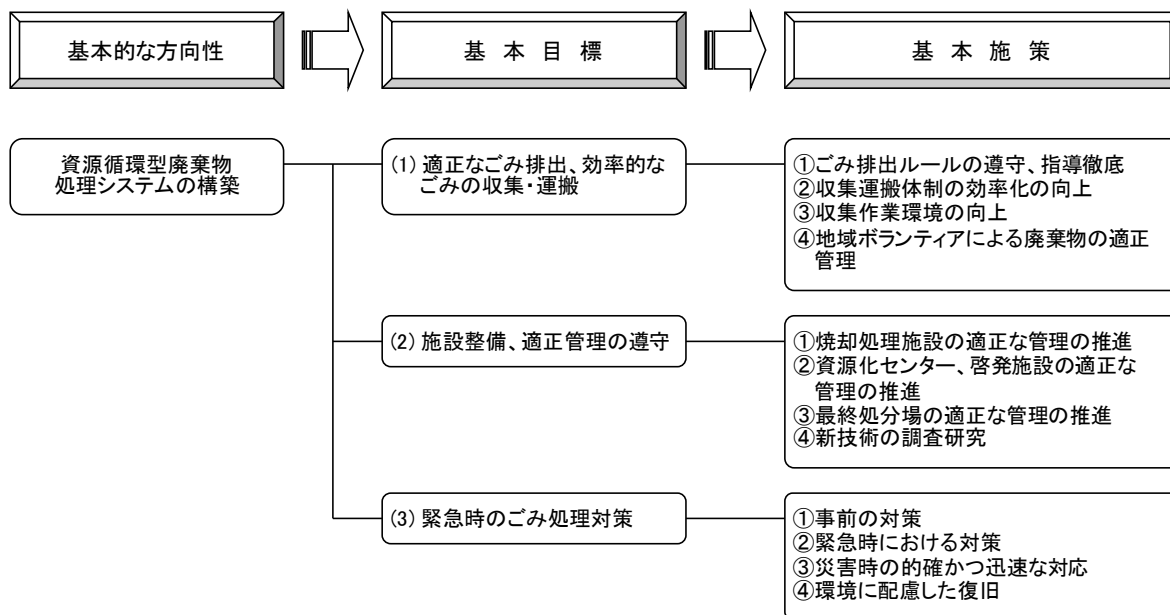 基本的な方向性
基本目標
基本施策
資源循環型廃棄物
処理システムの構築
(1) 適正なごみ排出、効率的な
ごみの収集・運搬
①ごみ排出ルールの遵守、指導徹底
②収集運搬体制の効率化の向上
③収集作業環境の向上
④地域ボランティアによる廃棄物の適正
管理
(2) 施設整備、適正管理の遵守
①焼却処理施設の適正な管理の推進
②資源化センター、啓発施設の適正な
管理の推進
③最終処分場の適正な管理の推進
④新技術の調査研究
(3) 緊急時のごみ処理対策
①事前の対策
②緊急時における対策
③災害時の的確かつ迅速な対応
④環境に配慮した復旧